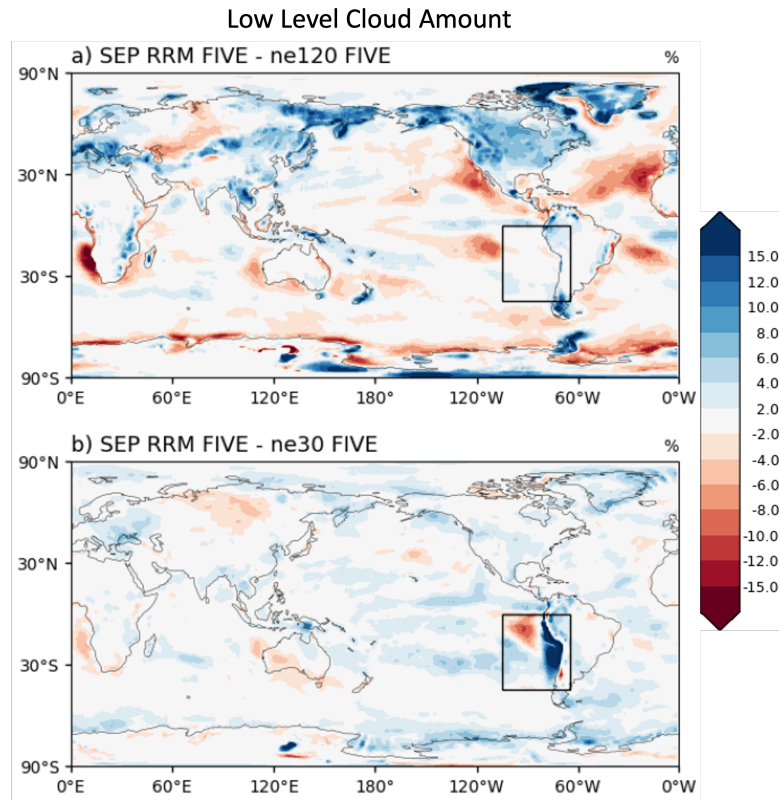 Low Level Cloud Amount
a) SEP RRM FIVE - ne120 FIVE %
90°N
30°N
30°S
90°S
0°E 60°E 120°E 180° 120°W 60°W 0°W
b) SEP RRM FIVE - ne30 FIVE %
90°N
30°N
30°S
90°S
0°E 60°E 120°E 180° 120°W 60°W 0°W
15.0
12.0
10.0
8.0
6.0
4.0
2.0
-2.0
-4.0
-6.0
-8.0
-10.0
-12.0
-15.0